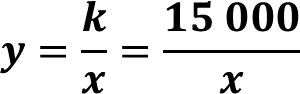 y = k/x = 15 000/x